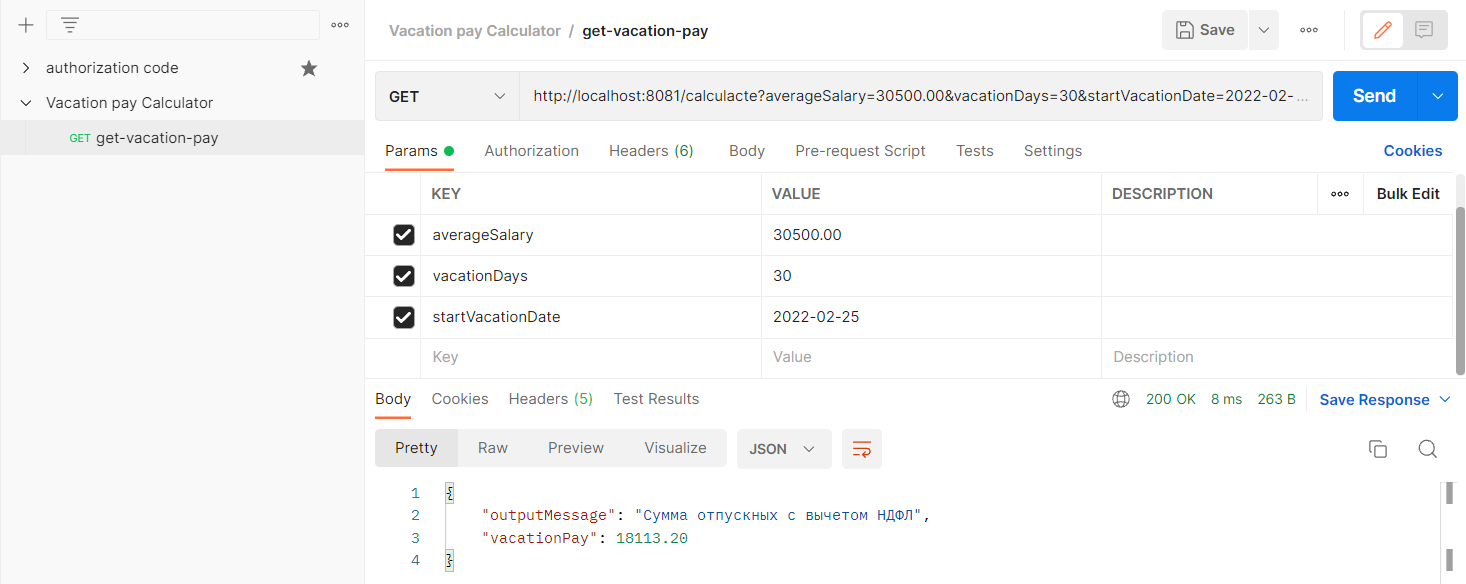 Vacation pay Calculator / get-vacation-pay
Save
authorization code
Vacation pay Calculator
GET get-vacation-pay
GET
http://localhost:8081/calculacte?averageSalary=30500.00&vacationDays=30&startVacationDate=2022-02- ...
Send
Params
Authorization
Headers (6)
Body
Pre-request Script
Tests
Settings
Cookies
KEY
VALUE
DESCRIPTION
Bulk Edit
averageSalary
30500.00
vacationDays
30
startVacationDate
2022-02-25
Key
Value
Description
Body
Cookies
Headers (5)
Test Results
200 OK
8 ms
263 B
Save Response
Pretty
Raw
Preview
Visualize
JSON
1 {
2 "outputMessage": "Сумма отпускных с вычетом НДФЛ",
3 "vacationPay": 18113.20
4 }